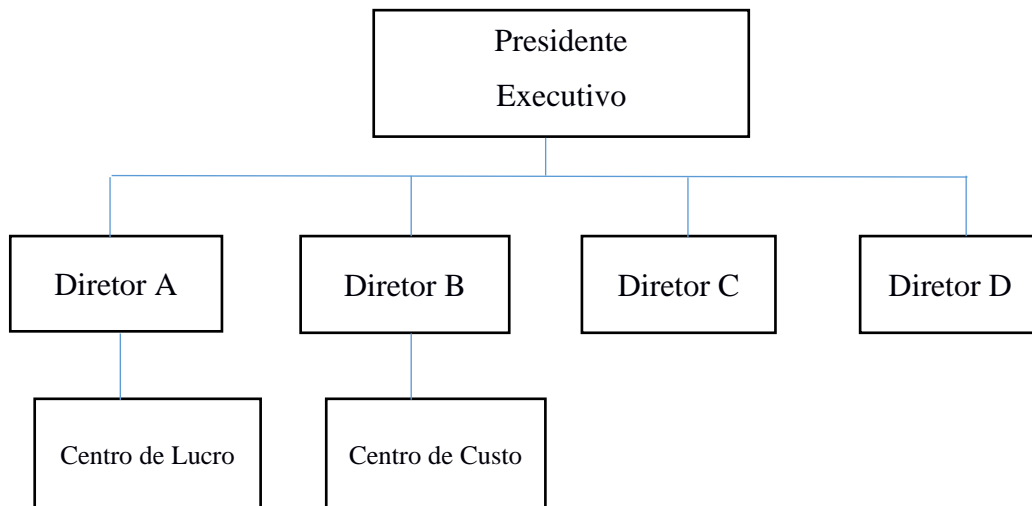 Presidente
Executivo
Diretor A
Diretor B
Diretor C
Diretor D
Centro de Lucro
Centro de Custo